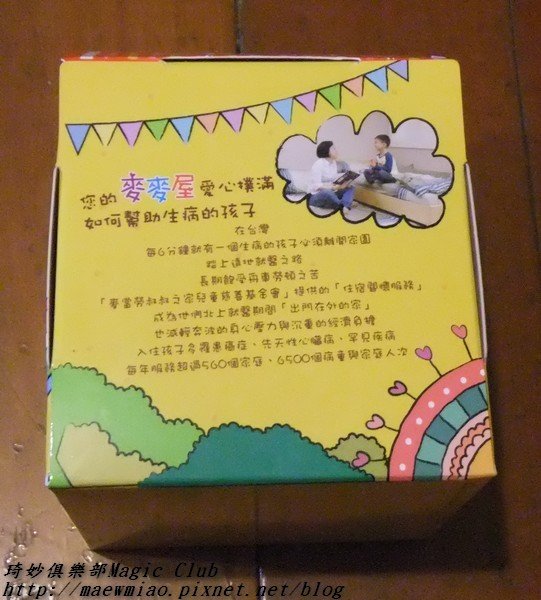 您的 麥麥屋 愛心撲滿
如何幫助生病的孩子
在台灣
每6分鐘就有一個生病的孩子必須離開家園
踏上遠地就醫之路
長期飽受舟車勞頓之苦
「麥當勞叔叔之家兒童慈善基金會」提供的「住宿關懷服務」
成為他們北上就醫期間「出門在外的家」
也減輕奔波的身心壓力與沉重的經濟負擔
入住孩子多罹患癌症、先天性心臟病、罕見疾病
每年服務超過560個家庭、6500個病童與家庭人次
琦妙俱樂部Magic Club
http://maewmiao.pixnet.net/blog